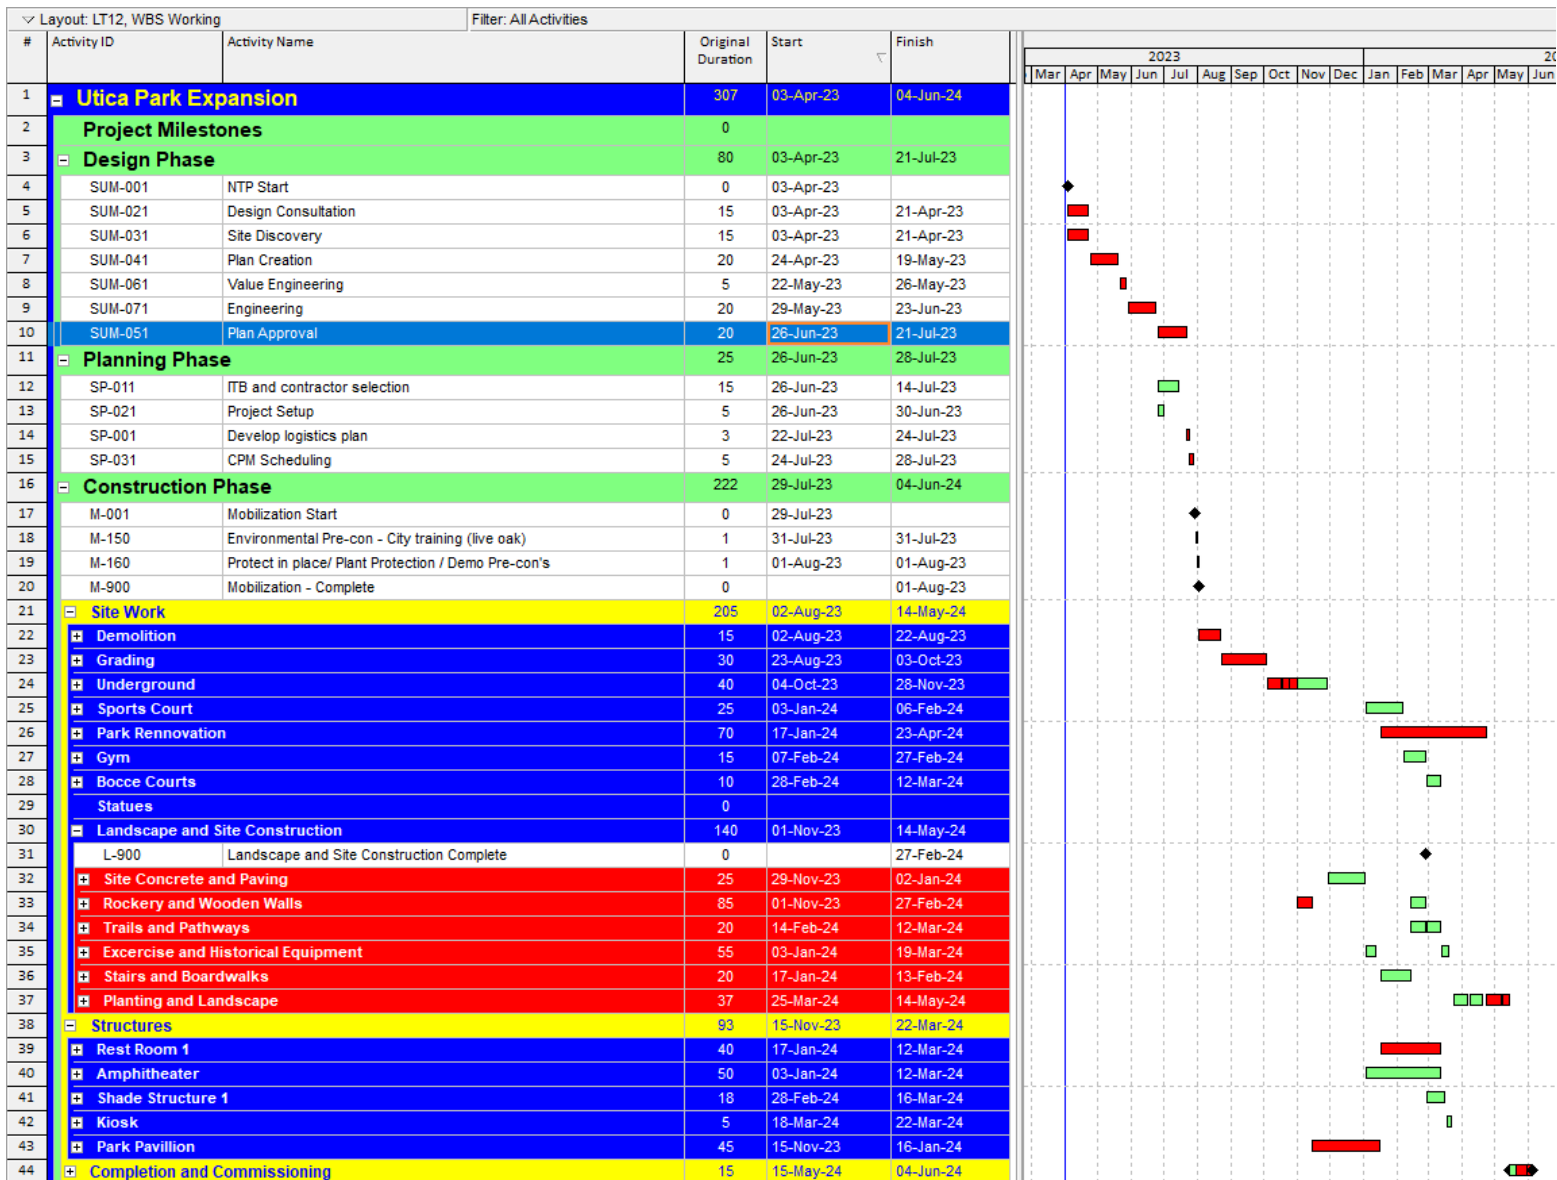 Layout: LT12, WBS Working Filter: All Activities
# Activity ID Activity Name Original Duration Start Finish
2023 20
Mar Apr May Jun Jul Aug Sep Oct Nov Dec Jan Feb Mar Apr May Jun
1 Utica Park Expansion 307 03-Apr-23 04-Jun-24
2 Project Milestones 0
3 Design Phase 80 03-Apr-23 21-Jul-23
4 SUM-001 NTP Start 0 03-Apr-23
5 SUM-021 Design Consultation 15 03-Apr-23 21-Apr-23
6 SUM-031 Site Discovery 15 03-Apr-23 21-Apr-23
7 SUM-041 Plan Creation 20 24-Apr-23 19-May-23
8 SUM-061 Value Engineering 5 22-May-23 26-May-23
9 SUM-071 Engineering 20 29-May-23 23-Jun-23
10 SUM-051 Plan Approval 20 26-Jun-23 21-Jul-23
11 Planning Phase 25 26-Jun-23 28-Jul-23
12 SP-011 ITB and contractor selection 15 26-Jun-23 14-Jul-23
13 SP-021 Project Setup 5 26-Jun-23 30-Jun-23
14 SP-001 Develop logistics plan 3 22-Jul-23 24-Jul-23
15 SP-031 CPM Scheduling 5 24-Jul-23 28-Jul-23
16 Construction Phase 222 29-Jul-23 04-Jun-24
17 M-001 Mobilization Start 0 29-Jul-23
18 M-150 Environmental Pre-con - City training (live oak) 1 31-Jul-23 31-Jul-23
19 M-160 Protect in place/ Plant Protection / Demo Pre-con's 1 01-Aug-23 01-Aug-23
20 M-900 Mobilization - Complete 0 01-Aug-23
21 Site Work 205 02-Aug-23 14-May-24
22 Demolition 15 02-Aug-23 22-Aug-23
23 Grading 30 23-Aug-23 03-Oct-23
24 Underground 40 04-Oct-23 28-Nov-23
25 Sports Court 25 03-Jan-24 06-Feb-24
26 Park Rennovation 70 17-Jan-24 23-Apr-24
27 Gym 15 07-Feb-24 27-Feb-24
28 Bocce Courts 10 28-Feb-24 12-Mar-24
29 Statues 0
30 Landscape and Site Construction 140 01-Nov-23 14-May-24
31 L-900 Landscape and Site Construction Complete 0 27-Feb-24
32 Site Concrete and Paving 25 29-Nov-23 02-Jan-24
33 Rockery and Wooden Walls 85 01-Nov-23 27-Feb-24
34 Trails and Pathways 20 14-Feb-24 12-Mar-24
35 Excercise and Historical Equipment 55 03-Jan-24 19-Mar-24
36 Stairs and Boardwalks 20 17-Jan-24 13-Feb-24
37 Planting and Landscape 37 25-Mar-24 14-May-24
38 Structures 93 15-Nov-23 22-Mar-24
39 Rest Room 1 40 17-Jan-24 12-Mar-24
40 Amphitheater 50 03-Jan-24 12-Mar-24
41 Shade Structure 1 18 28-Feb-24 16-Mar-24
42 Kiosk 5 18-Mar-24 22-Mar-24
43 Park Pavillion 45 15-Nov-23 16-Jan-24
44 Completion and Commissioning 15 15-May-24 04-Jun-24